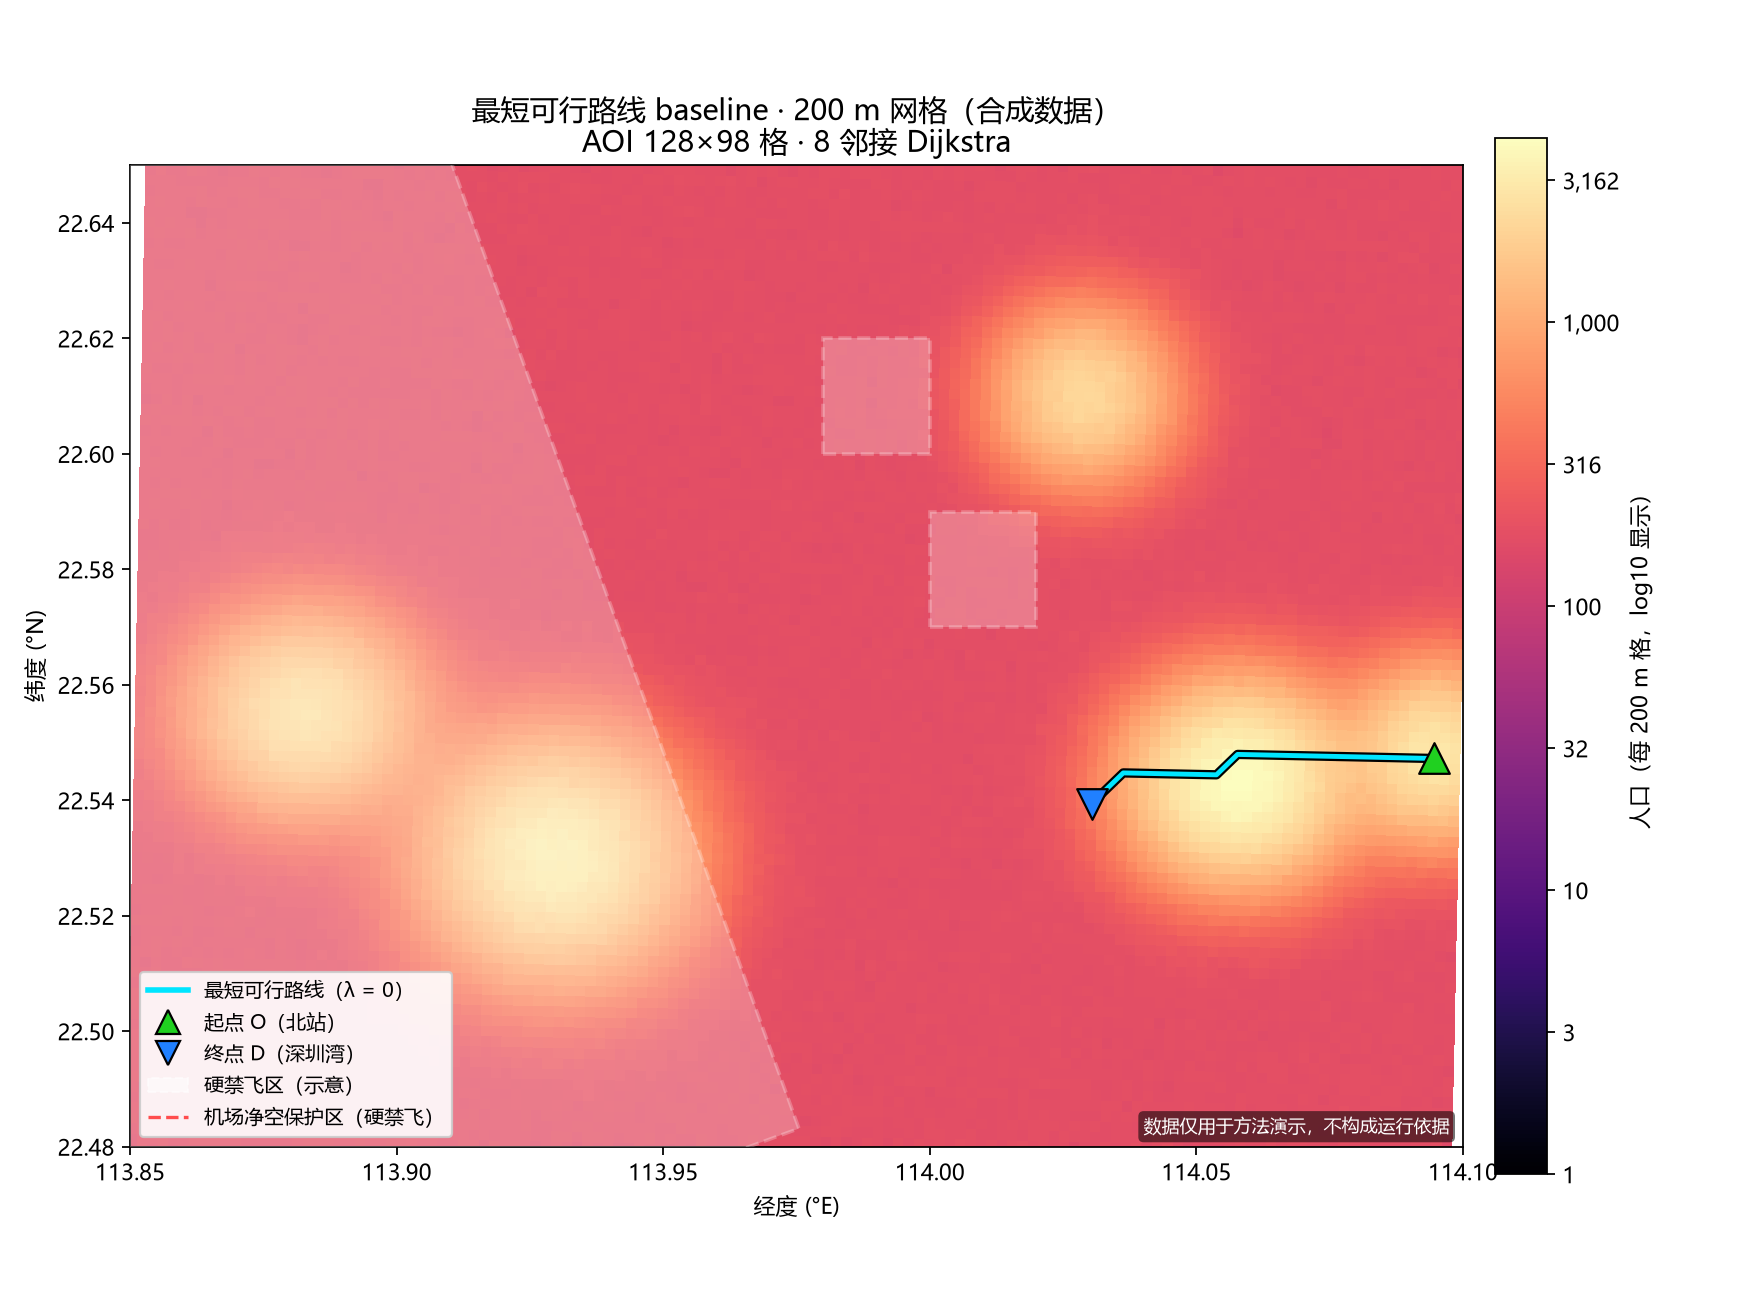 最短可行路线 baseline · 200 m 网格（合成数据）
AOI 128×98 格 · 8 邻接 Dijkstra
纬度 (°N)
22.64
22.62
22.60
22.58
22.56
22.54
22.52
22.50
22.48
113.85
113.90
113.95
114.00
114.05
114.10
经度 (°E)
最短可行路线（λ = 0）
起点 O（北站）
终点 D（深圳湾）
硬禁飞区（示意）
机场净空保护区（硬禁飞）
数据仅用于方法演示，不构成运行依据
3,162
1,000
316
100
32
10
3
1
人口（每 200 m 格，log10 显示）